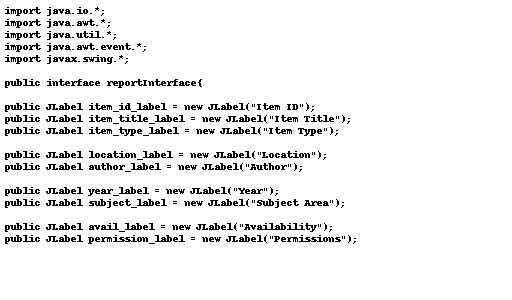 import java.io.*;
import java.awt.*;
import java.util.*;
import java.awt.event.*;
import javax.swing.*;
public interface reportInterface{
public JLabel item_id_label = new JLabel("Item ID");
public JLabel item_title_label = new JLabel("Item Title");
public JLabel item_type_label = new JLabel("Item Type");
public JLabel location_label = new JLabel("Location");
public JLabel author_label = new JLabel("Author");
public JLabel year_label = new JLabel("Year");
public JLabel subject_label = new JLabel("Subject Area");
public JLabel avail_label = new JLabel("Availability");
public JLabel permission_label = new JLabel("Permissions");